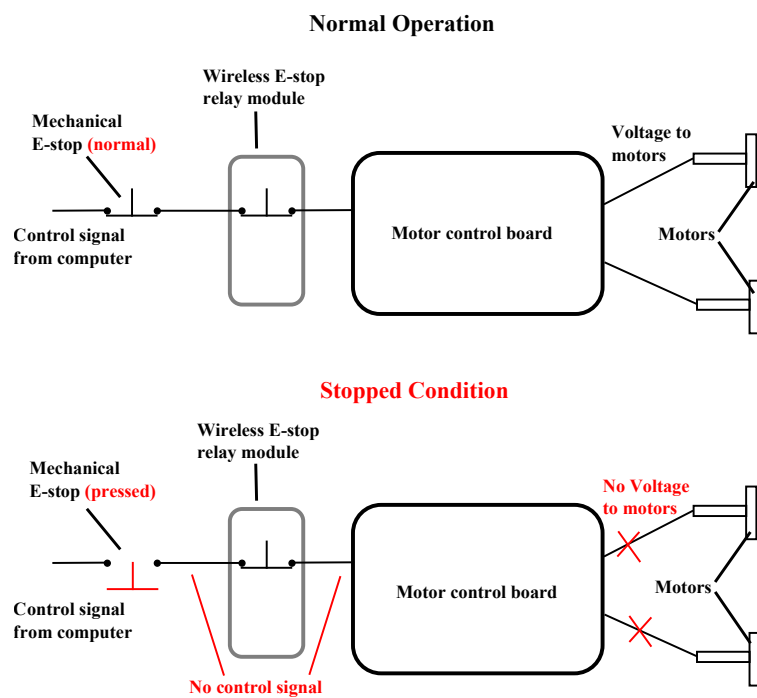 Normal Operation
Wireless E-stop
relay module
Mechanical
E-stop (normal)
Voltage to
motors
Control signal
from computer
Motor control board
Motors
Stopped Condition
Wireless E-stop
relay module
Mechanical
E-stop (pressed)
No Voltage
to motors
Control signal
from computer
Motor control board
Motors
No control signal